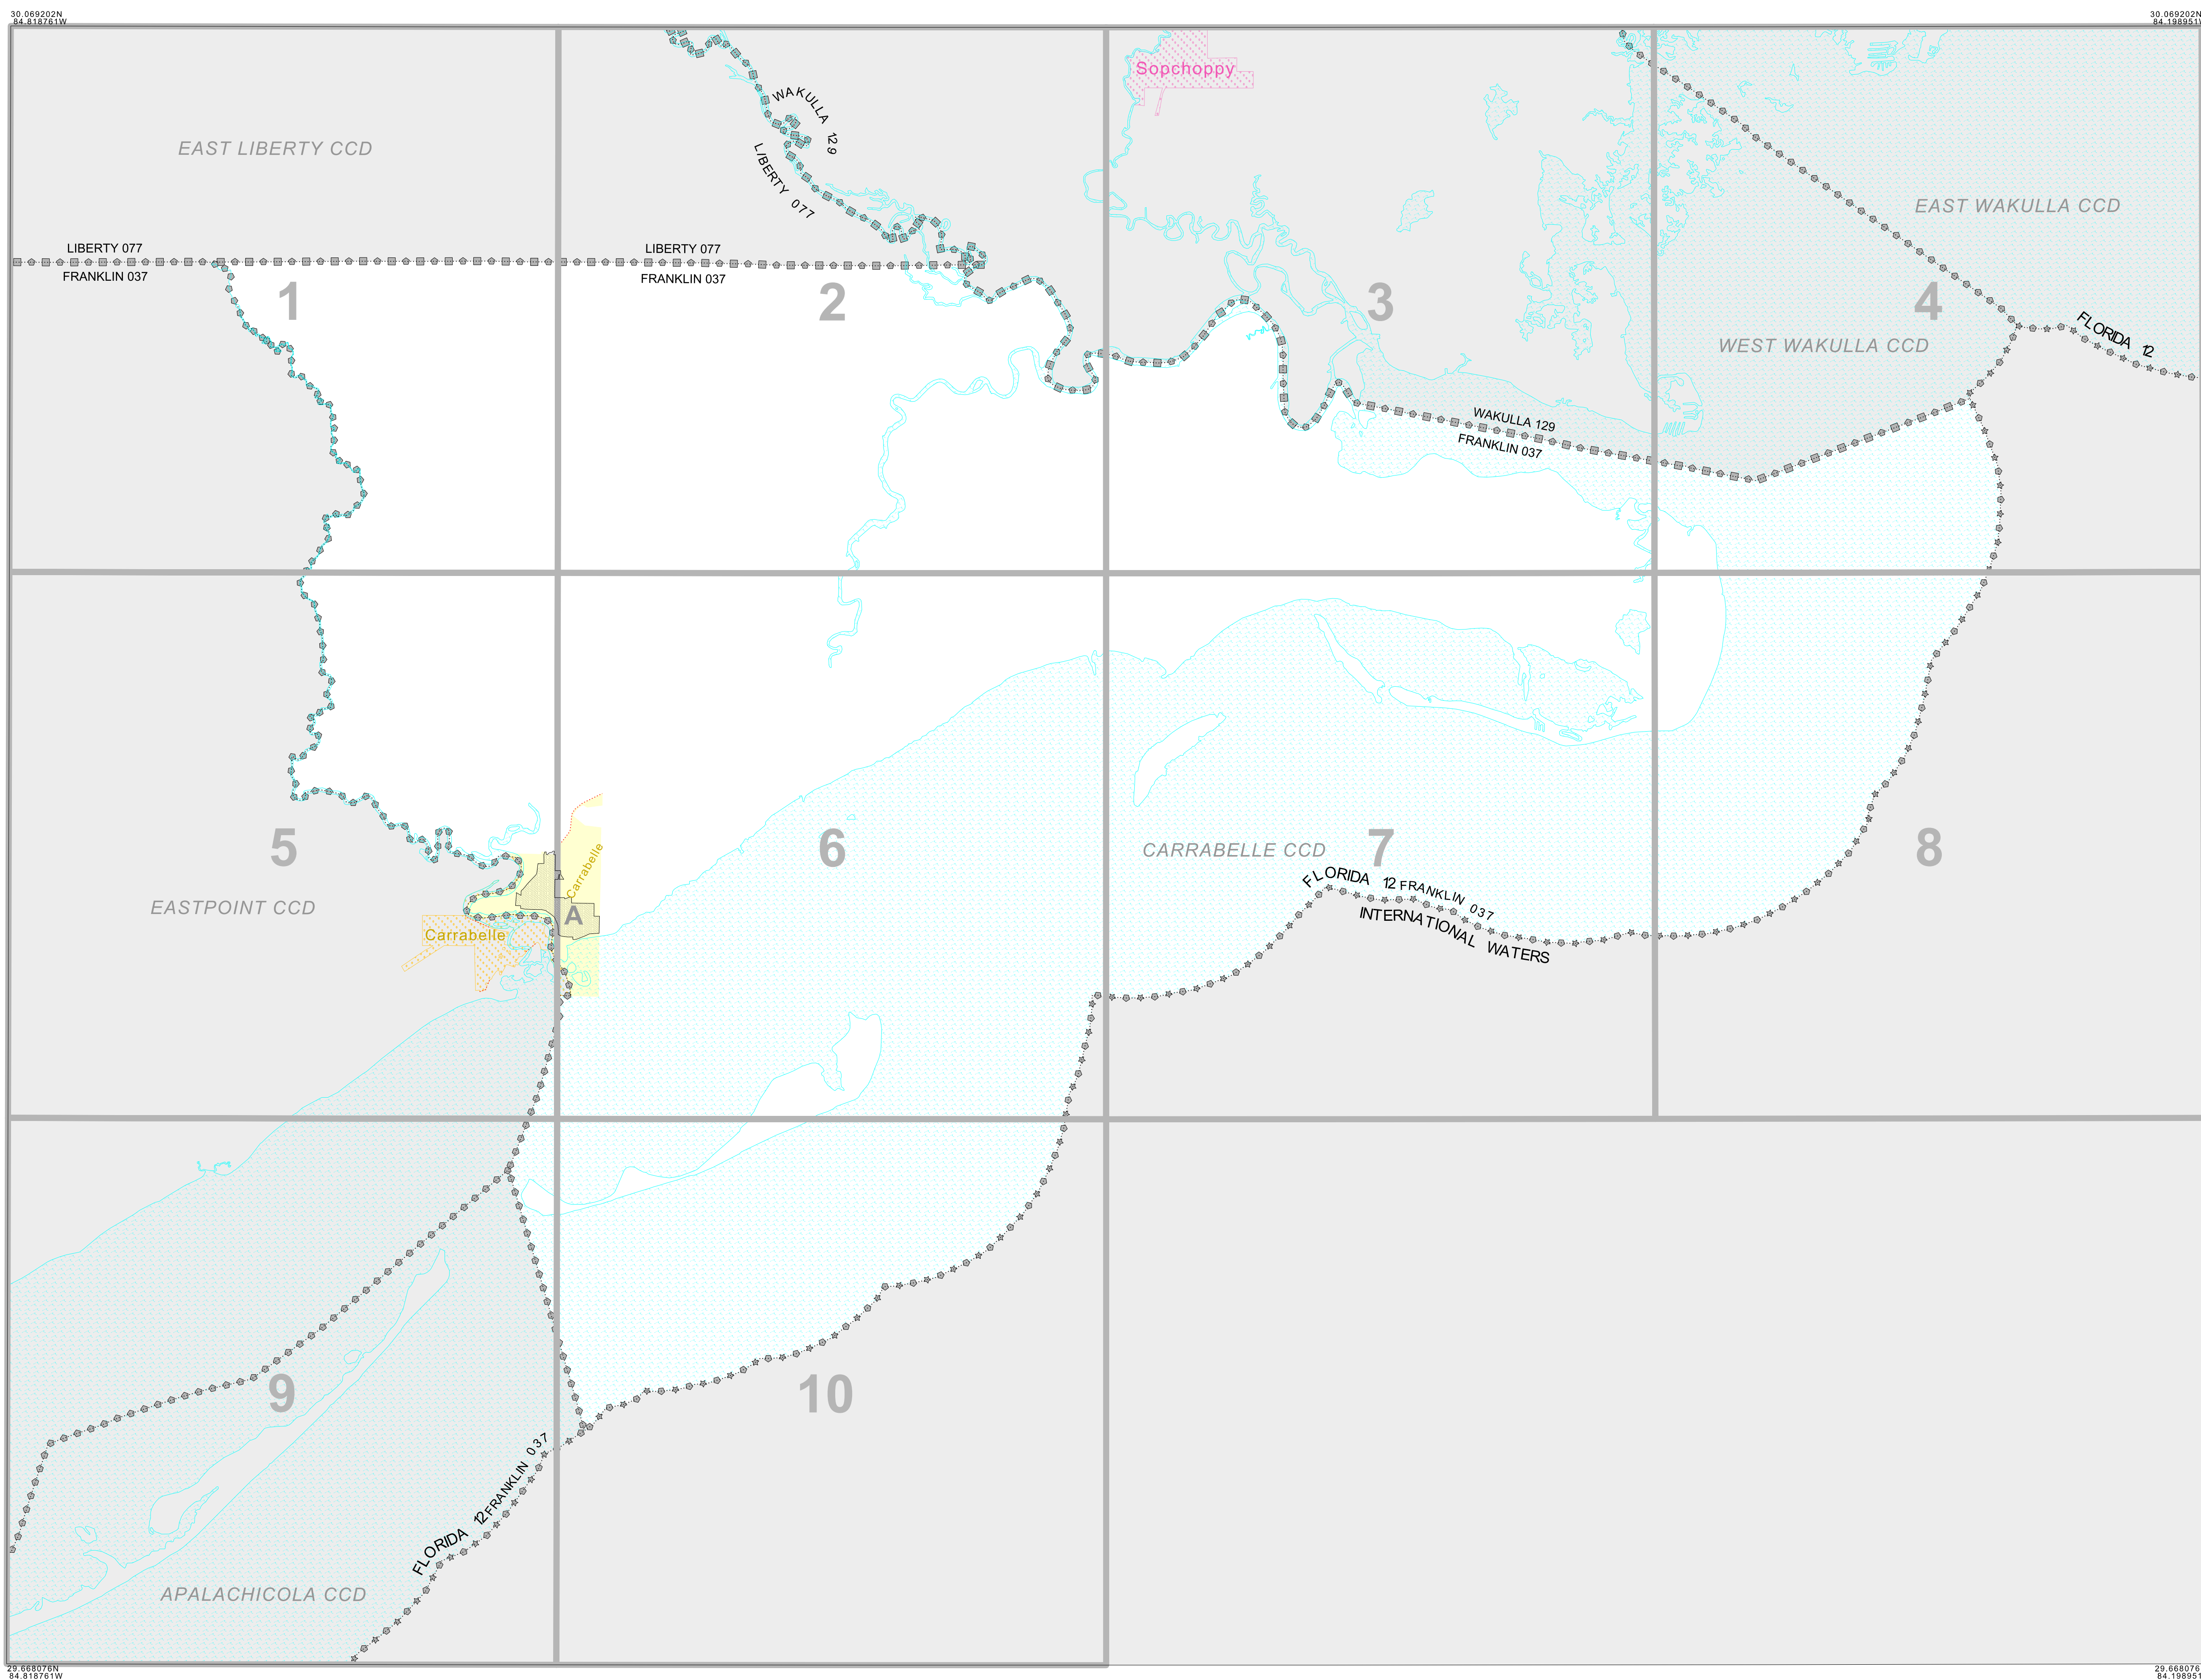 30.069202N
84.818761W
30.069202N
84.198951W
Sopchoppy
WAKULLA 129
LIBERTY 077
EAST LIBERTY CCD
EAST WAKULLA CCD
LIBERTY 077
FRANKLIN 037
LIBERTY 077
FRANKLIN 037
1
2
3
4
FLORIDA 12
WEST WAKULLA CCD
WAKULLA 129
FRANKLIN 037
5
6
7
8
CARRABELLE CCD
Carrabelle
FLORIDA 12
FRANKLIN 037
INTERNATIONAL WATERS
EASTPOINT CCD
A
Carrabelle
9
10
FLORIDA 12
FRANKLIN 037
APALACHICOLA CCD
29.668076N
84.818761W
29.668076
84.198951